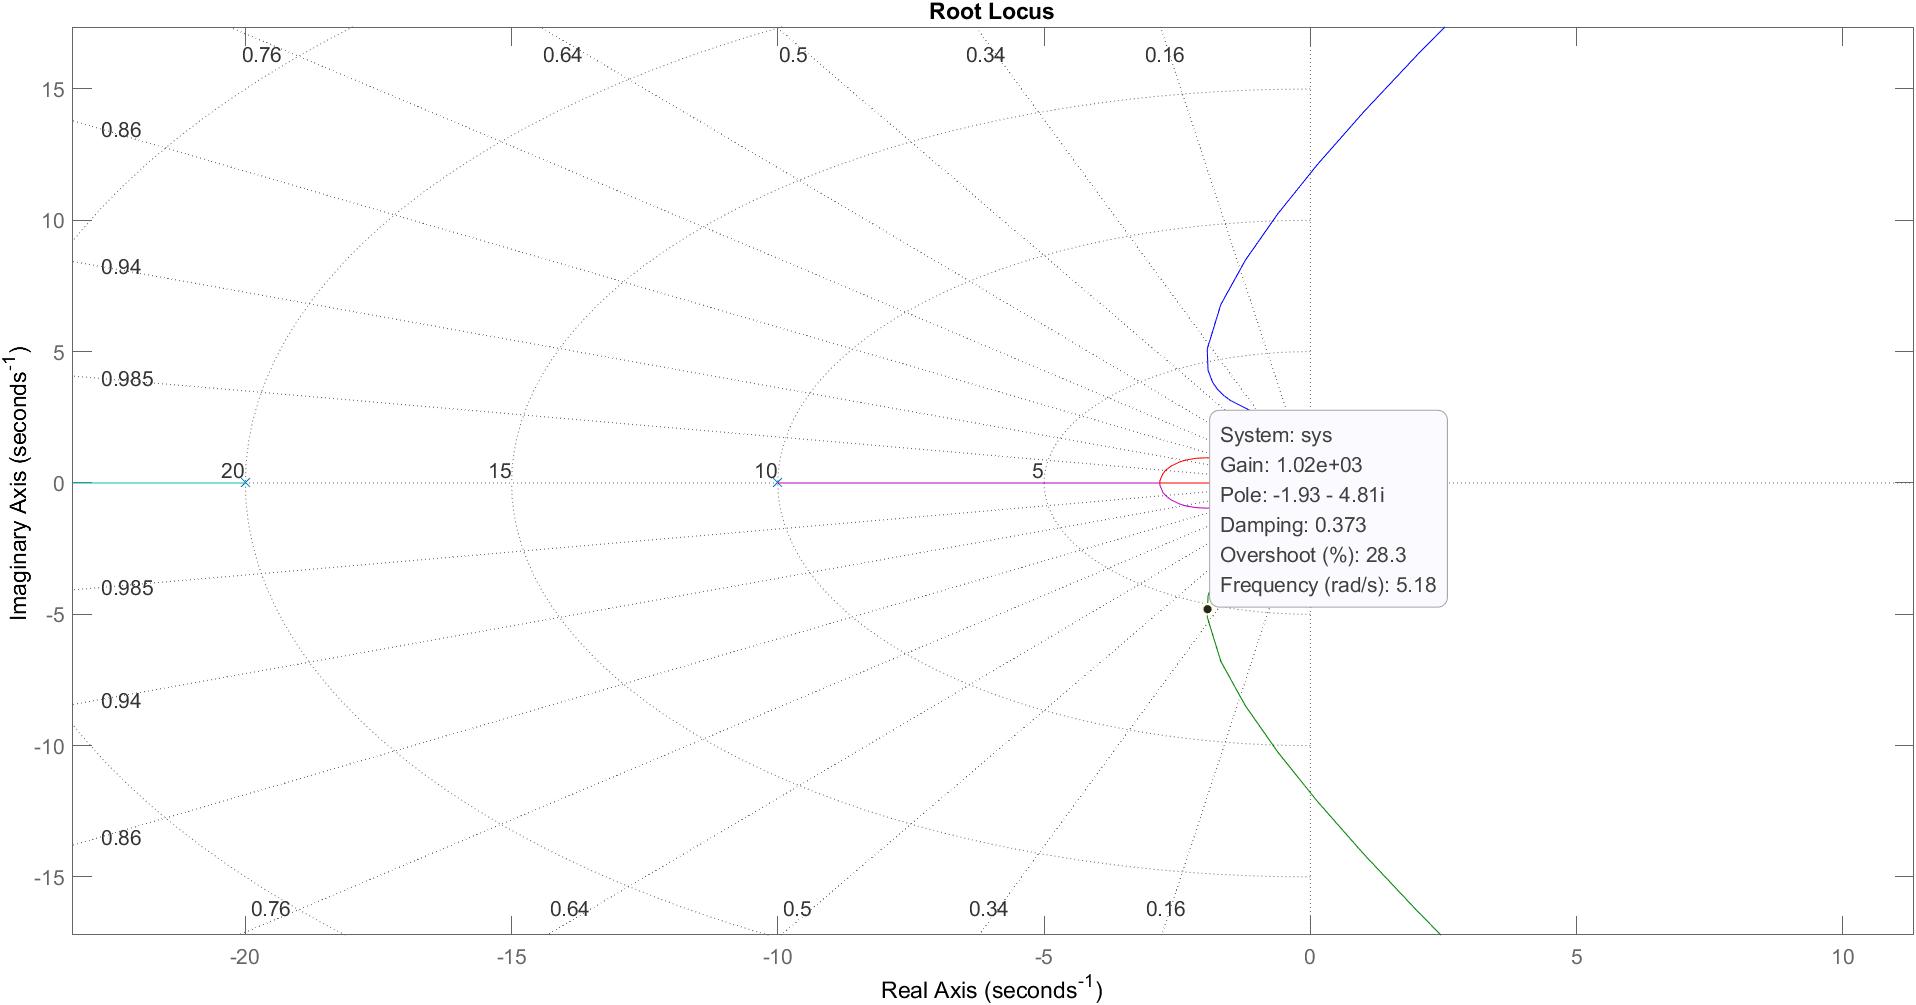 Root Locus
0.76 0.64 0.5 0.34 0.16
15
0.86
10
0.94
5
0.985
20 15 10 5
0
System: sys
Gain: 1.02e+03
Pole: -1.93 - 4.81i
Damping: 0.373
Overshoot (%): 28.3
Frequency (rad/s): 5.18
0.985
-5
0.94
-10
0.86
-15
0.76 0.64 0.5 0.34 0.16
-20 -15 -10 -5 0 5 10
Real Axis (seconds⁻¹)
Imaginary Axis (seconds⁻¹)